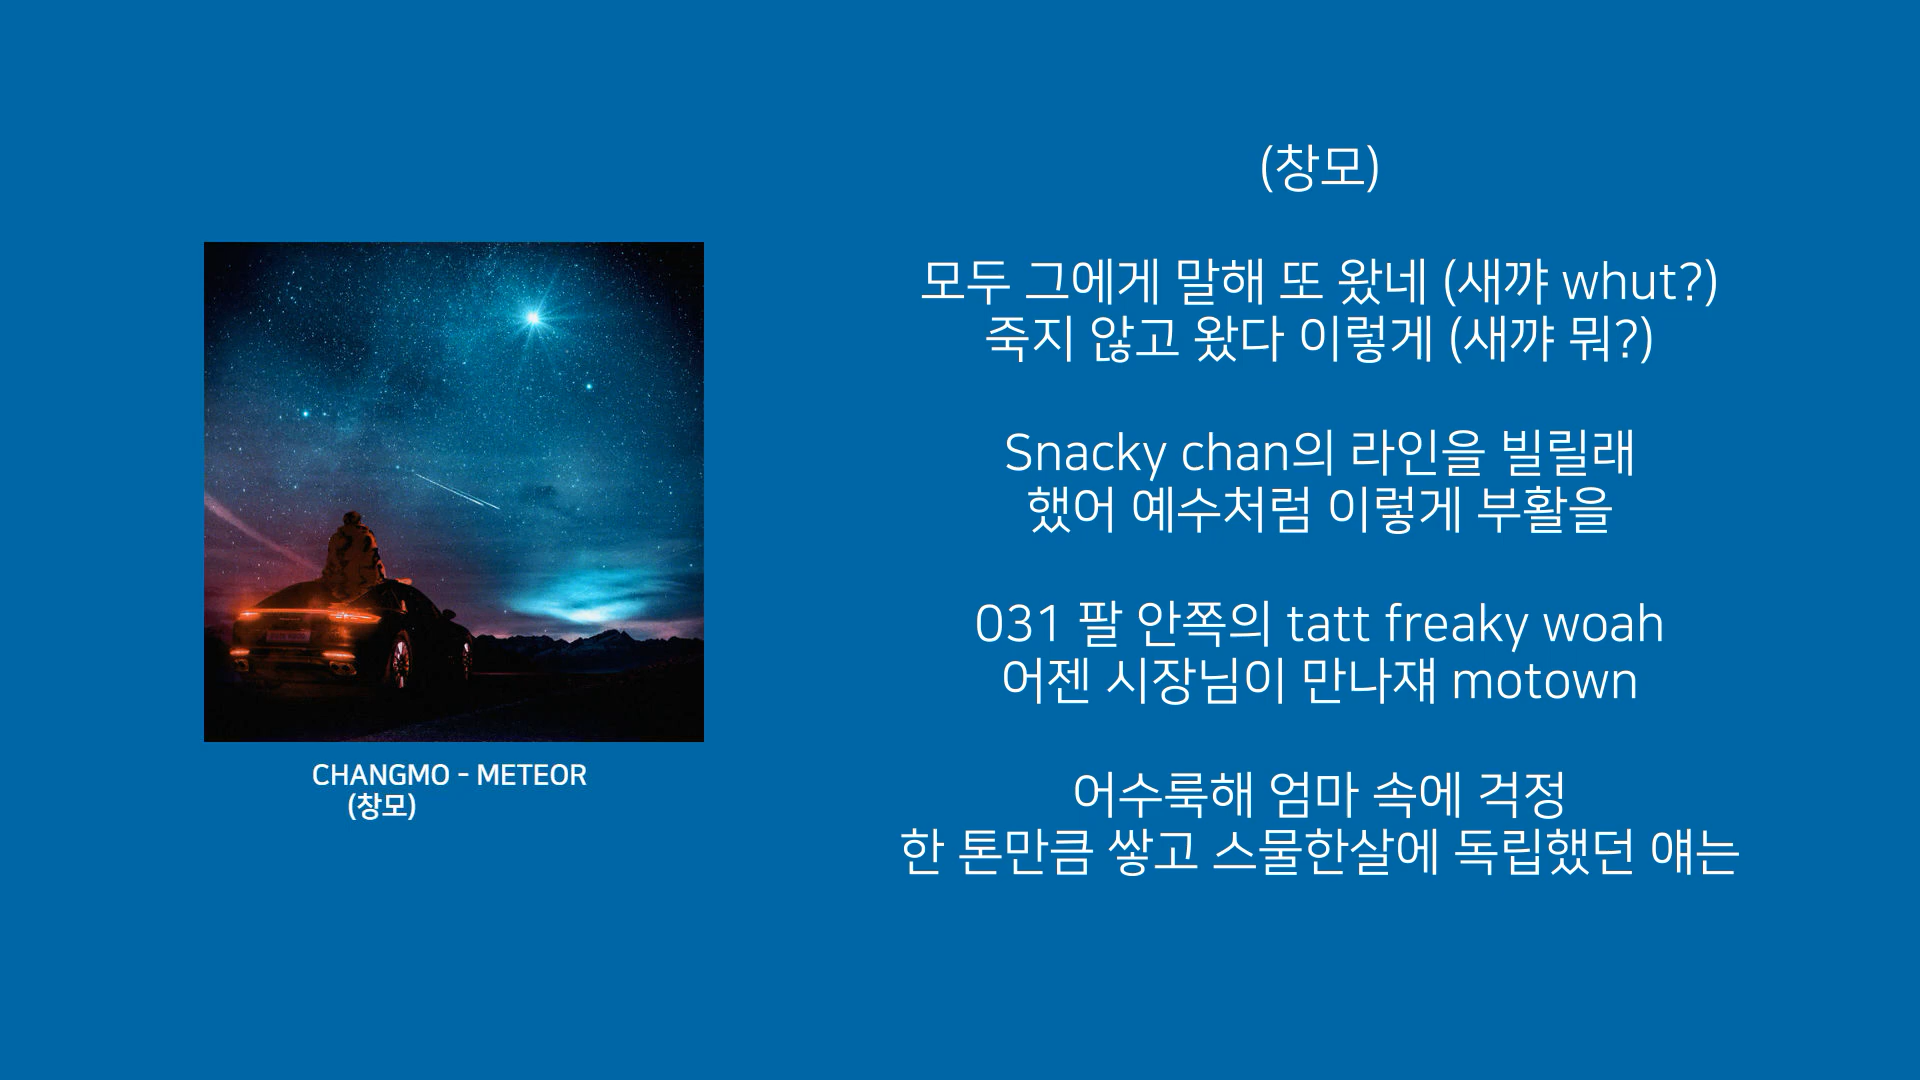 (창모)
모두 그에게 말해 또 왔네 (새꺄 whut?)
죽지 않고 왔다 이렇게 (새꺄 뭐?)
Snacky chan의 라인을 빌릴래
했어 예수처럼 이렇게 부활을
031 팔 안쪽의 tatt freaky woah
어젠 시장님이 만나쟤 motown
어수룩해 엄마 속에 걱정
한 톤만큼 쌓고 스물한살에 독립했던 얘는
CHANGMO - METEOR
(창모)